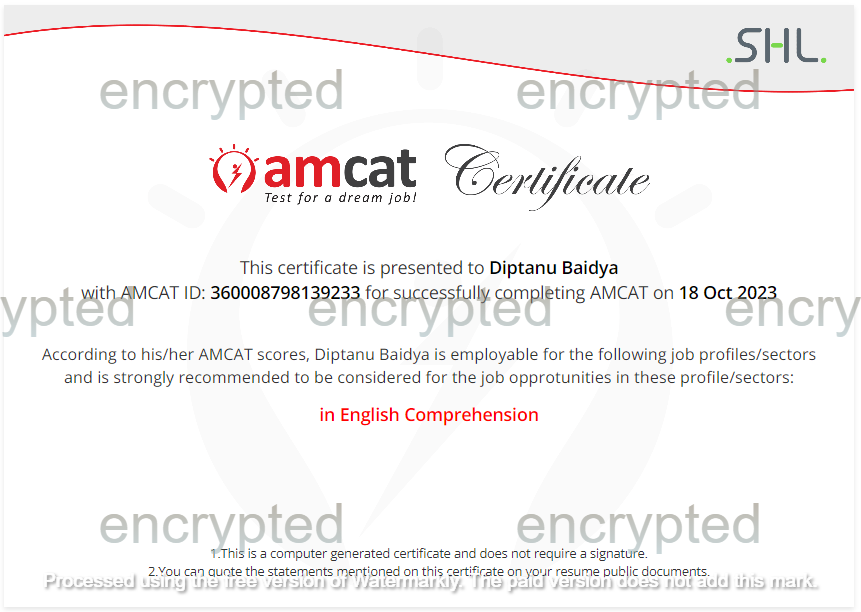 .SHL.
encrypted encrypted
amcat Certificate
Test for a dream job!
This certificate is presented to Diptanu Baidya
with AMCAT ID: 360008798139233 for successfully completing AMCAT on 18 Oct 2023
ypted encrypted encry
According to his/her AMCAT scores, Diptanu Baidya is employable for the following job profiles/sectors
and is strongly recommended to be considered for the job opprotunities in these profile/sectors:
in English Comprehension
encrypted encrypted
1.This is a computer generated certificate and does not require a signature.
2.You can quote the statements mentioned on this certificate on your resume public documents.
Processed using the free version of Watermarkly. The paid version does not add this mark.